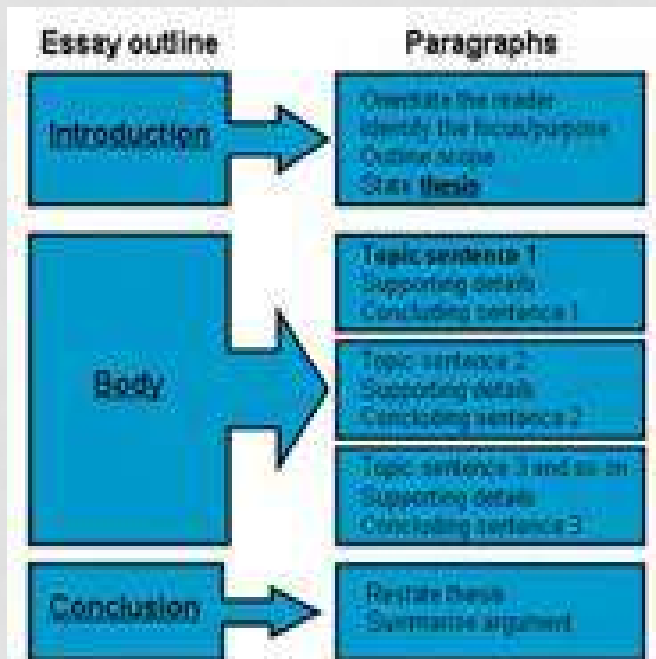 Essay outline
Paragraphs
Introduction
Orientate the reader
Identify the focus/purpose
Outline scope
State thesis
Body
Topic sentence 1
Supporting details
Concluding sentence 1
Topic sentence 2
Supporting details
Concluding sentence 2
Topic sentence 3 and so on
Supporting details
Concluding sentence 3
Conclusion
Restate thesis
Summarise argument